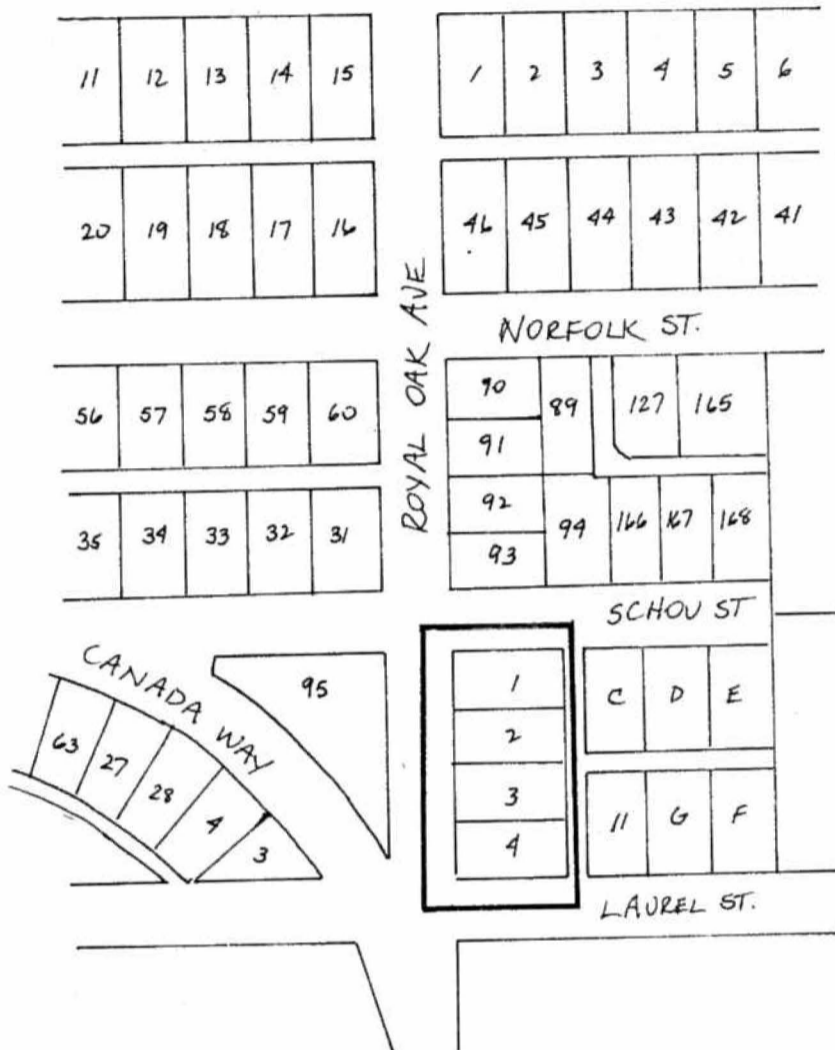 11 12 13 14 15 1 2 3 4 5 6
20 19 18 17 16 46 45 44 43 42 41
ROYAL OAK AVE
NORFOLK ST.
56 57 58 59 60 90 89 127 165
91
35 34 33 32 31 92 94 166 167 168
93
SCHOU ST
CANADA WAY
95 1 C D E
63 27 28 4 3 2
3 11 G F
4
LAUREL ST.